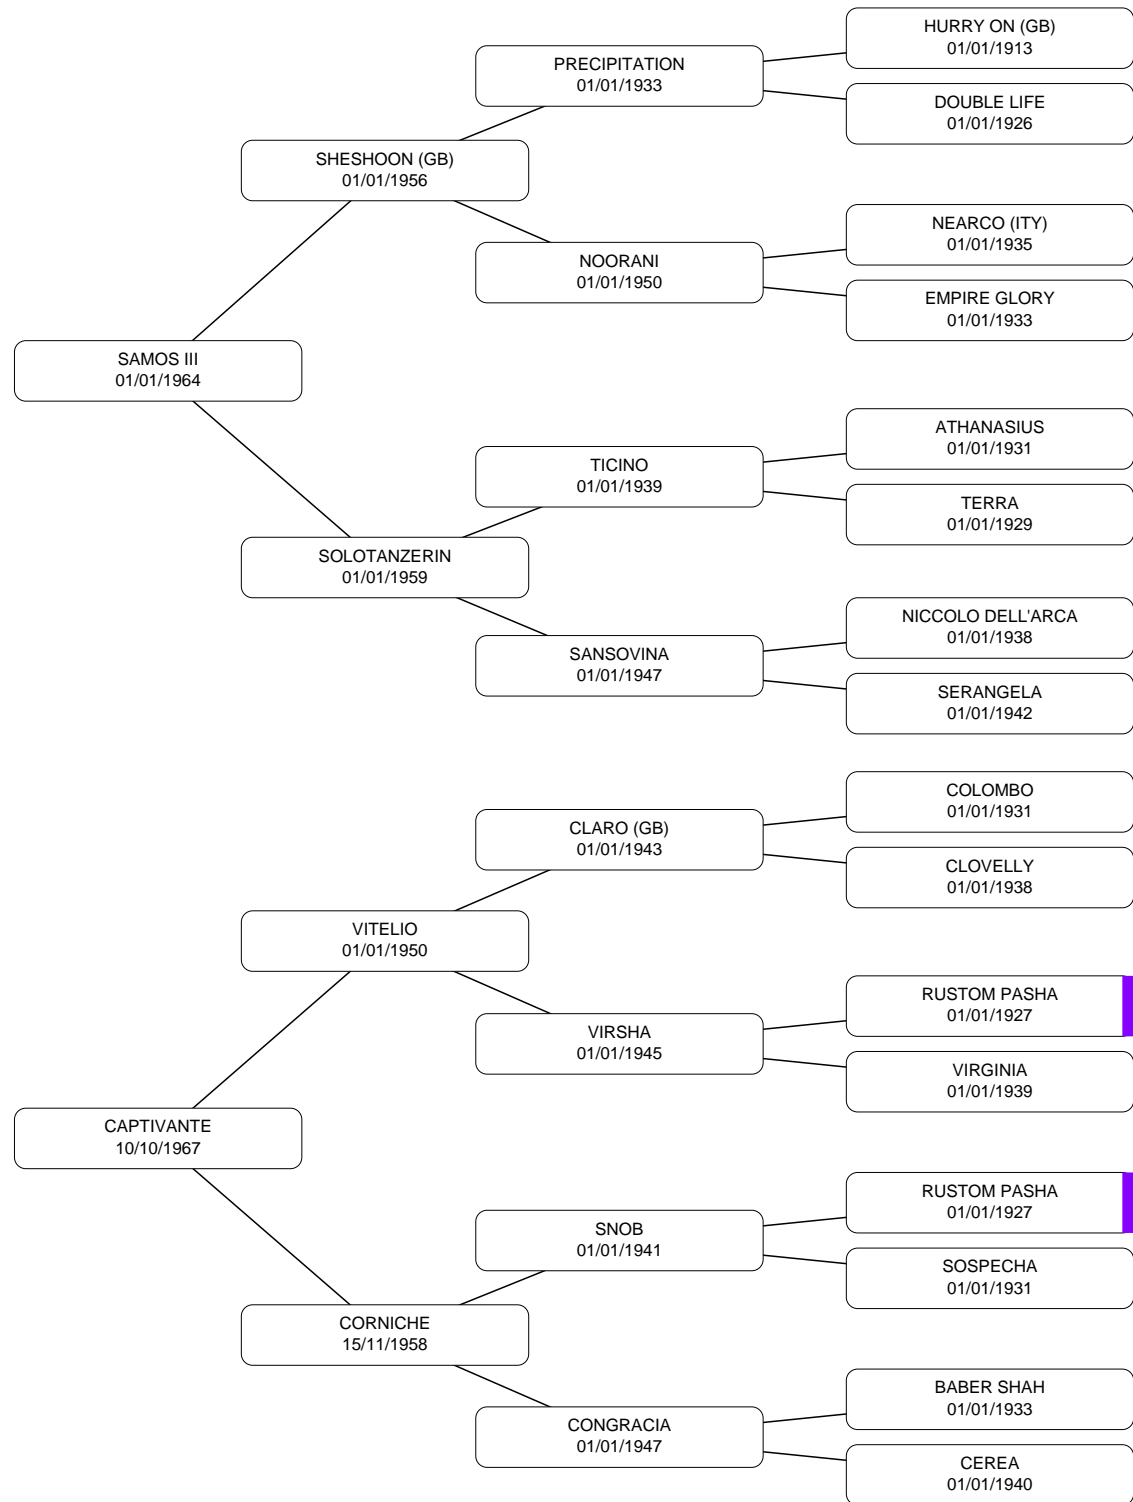 HURRY ON (GB)
01/01/1913
PRECIPITATION
01/01/1933
DOUBLE LIFE
01/01/1926
SHESHOON (GB)
01/01/1956
NEARCO (ITY)
01/01/1935
NOORANI
01/01/1950
EMPIRE GLORY
01/01/1933
SAMOS III
01/01/1964
ATHANASIUS
01/01/1931
TICINO
01/01/1939
TERRA
01/01/1929
SOLOTANZERIN
01/01/1959
NICCOLO DELL'ARCA
01/01/1938
SANSOVINA
01/01/1947
SERANGELA
01/01/1942
COLOMBO
01/01/1931
CLARO (GB)
01/01/1943
CLOVELLY
01/01/1938
VITELIO
01/01/1950
RUSTOM PASHA
01/01/1927
VIRSHA
01/01/1945
VIRGINIA
01/01/1939
CAPTIVANTE
10/10/1967
RUSTOM PASHA
01/01/1927
SNOB
01/01/1941
SOSPECHA
01/01/1931
CORNICHE
15/11/1958
BABER SHAH
01/01/1933
CONGRACIA
01/01/1947
CEREA
01/01/1940